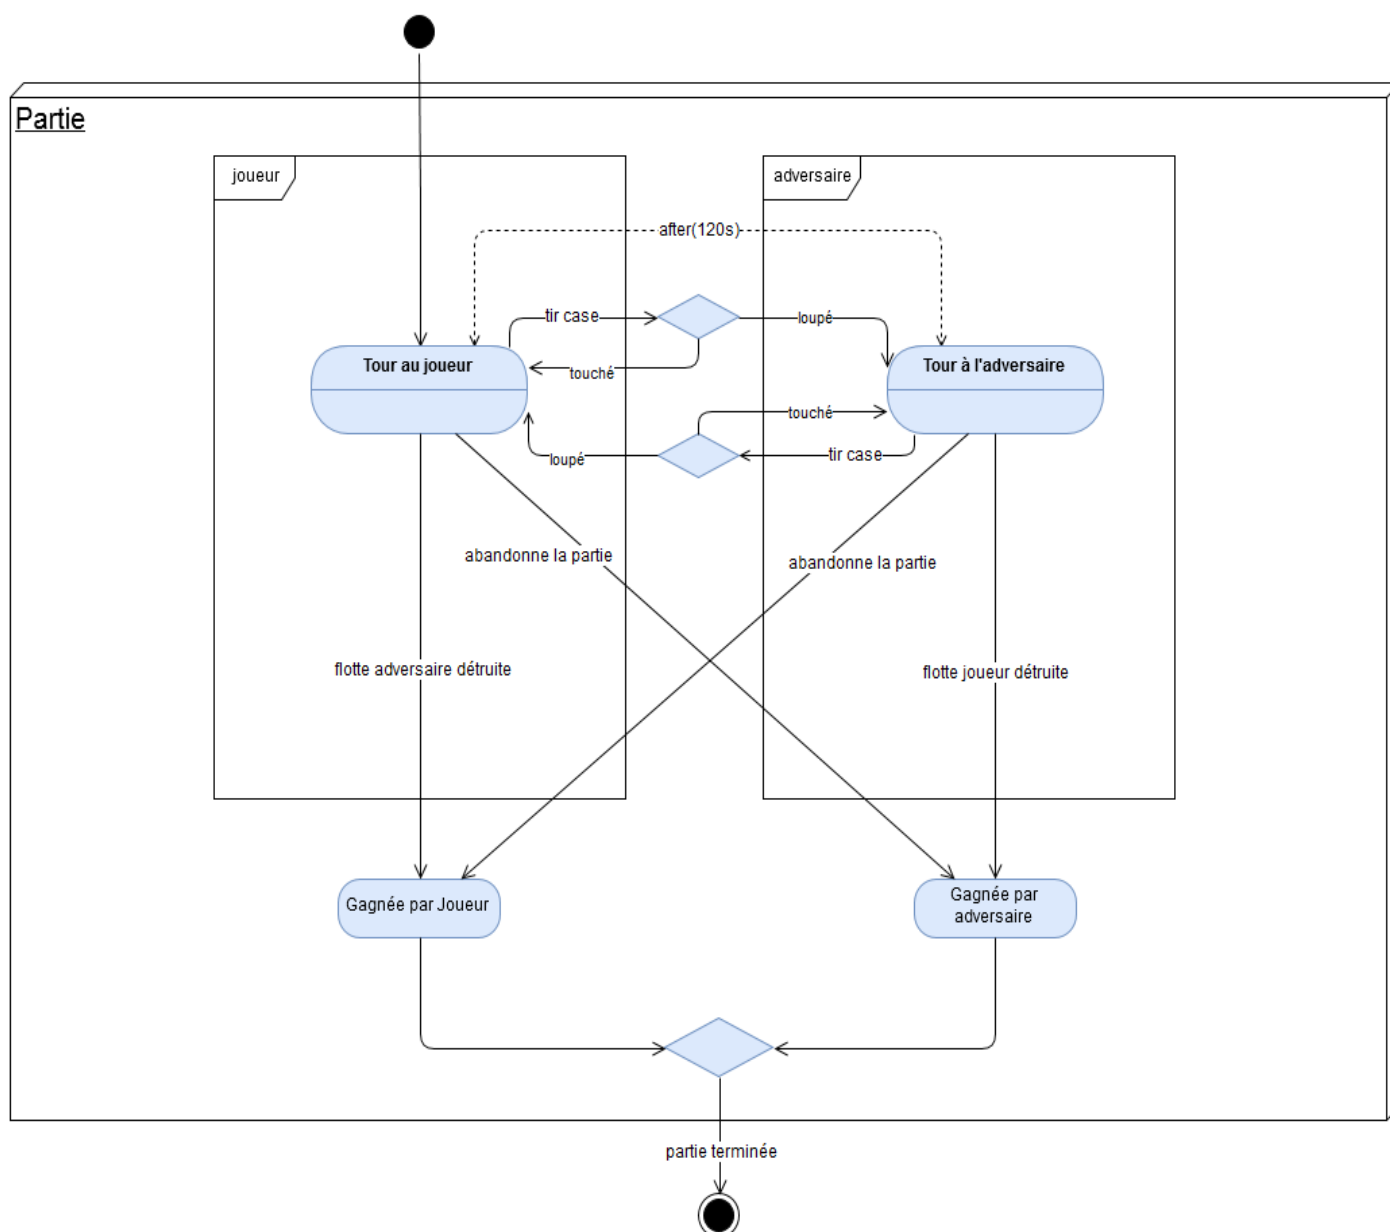 Partie
joueur
adversaire
after(120s)
tir case
loupé
touché
Tour au joueur
Tour à l'adversaire
touché
loupé
tir case
abandonne la partie
abandonne la partie
flotte adversaire détruite
flotte joueur détruite
Gagnée par Joueur
Gagnée par
adversaire
partie terminée